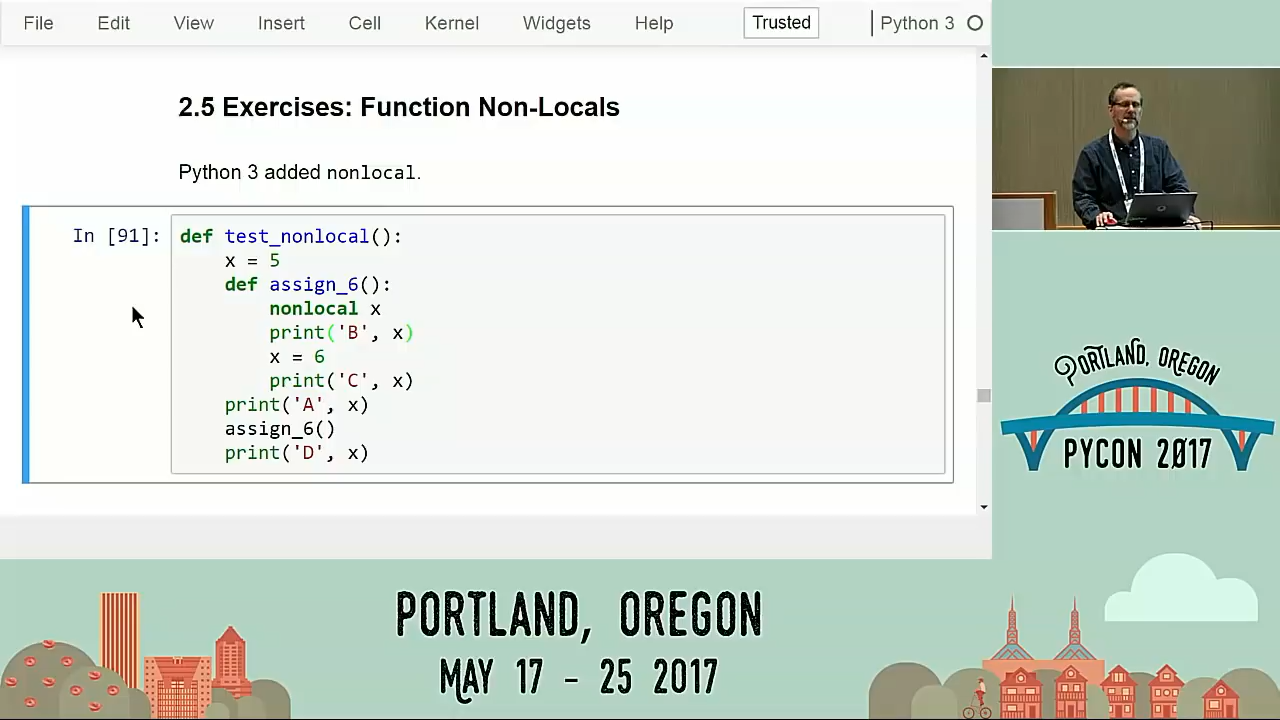 File Edit View Insert Cell Kernel Widgets Help Trusted Python 3
2.5 Exercises: Function Non-Locals
Python 3 added nonlocal.
In [91]:
def test_nonlocal():
    x = 5
    def assign_6():
        nonlocal x
        print('B', x)
        x = 6
        print('C', x)
    print('A', x)
    assign_6()
    print('D', x)
PORTLAND, OREGON
PYCON 2017
PORTLAND, OREGON
MAY 17 - 25 2017